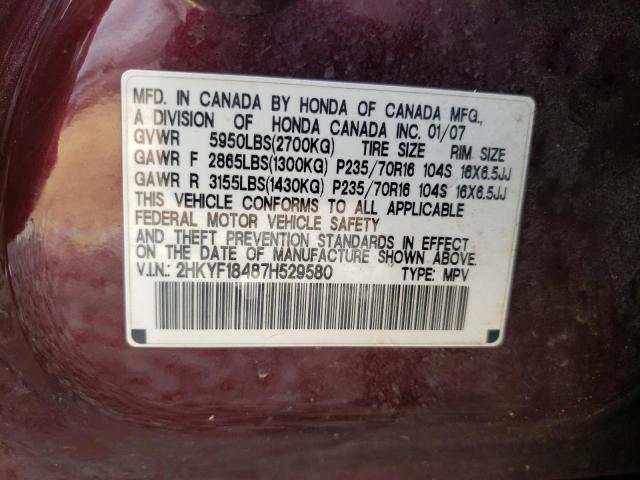 MFD. IN CANADA BY HONDA OF CANADA MFG.,
A DIVISION OF HONDA CANADA INC. 01/07
GVWR 5950LBS(2700KG) TIRE SIZE RIM SIZE
GAWR F 2865LBS(1300KG) P235/70R16 104S 16X6.5JJ
GAWR R 3155LBS(1430KG) P235/70R16 104S 16X6.5JJ
THIS VEHICLE CONFORMS TO ALL APPLICABLE
FEDERAL MOTOR VEHICLE SAFETY
AND THEFT PREVENTION STANDARDS IN EFFECT
ON THE DATE OF MANUFACTURE SHOWN ABOVE.
V.I.N.: 2HKYF18487H529580 TYPE: MPV